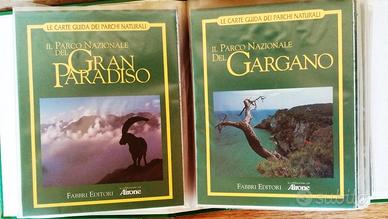 LE CARTE GUIDA DEI PARCHI NATURALI
IL PARCO NAZIONALE
DEL GRAN
PARADISO
FABBRI EDITORI
Airone
LE CARTE GUIDA DEI PARCHI NATURALI
IL PARCO NAZIONALE
DEL GARGANO
FABBRI EDITORI
Airone
subito